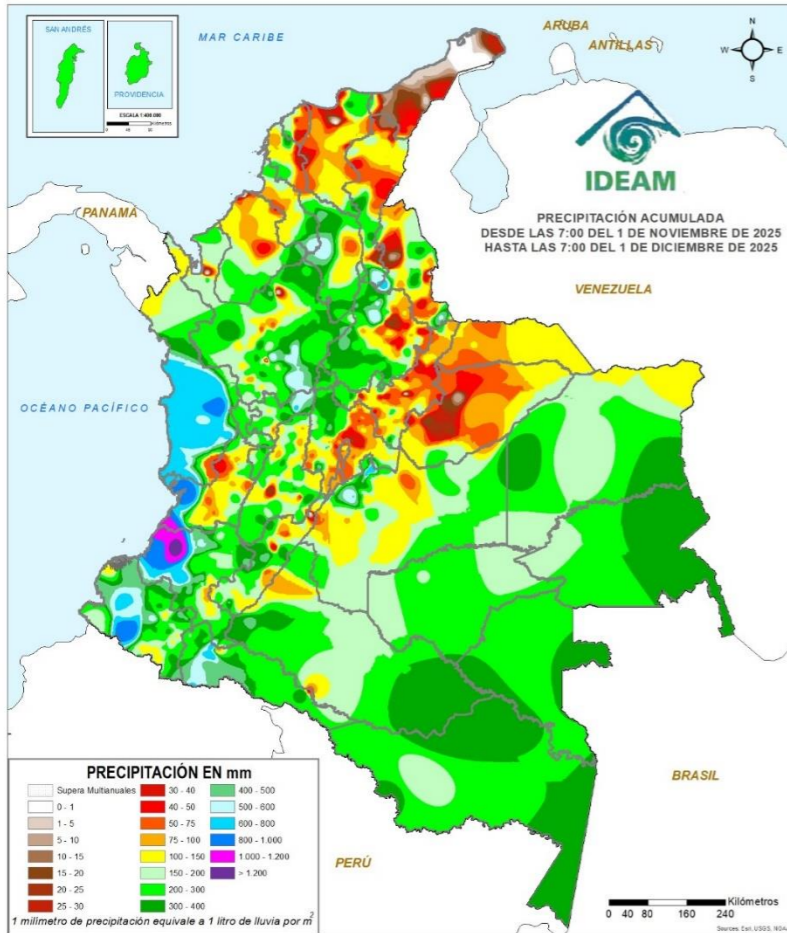 SAN ANDRÉS
PROVIDENCIA
ESCALA 1:400.000
Kilómetros
MAR CARIBE
ARUBA
ANTILLAS
N
W
E
S
IDEAM
PRECIPITACIÓN ACUMULADA
DESDE LAS 7:00 DEL 1 DE NOVIEMBRE DE 2025
HASTA LAS 7:00 DEL 1 DE DICIEMBRE DE 2025
PANAMÁ
VENEZUELA
OCÉANO PACÍFICO
BRASIL
PERÚ
PRECIPITACIÓN EN mm
Supera Multianuales
0 - 1
1 - 5
5 - 10
10 - 15
15 - 20
20 - 25
25 - 30
30 - 40
40 - 50
50 - 75
75 - 100
100 - 150
150 - 200
200 - 300
300 - 400
400 - 500
500 - 600
600 - 800
800 - 1.000
1.000 - 1.200
> 1.200
1 milimetro de precipitación equivale a 1 litro de lluvia por m2
Kilómetros
0 40 80 160 240
Sources: Esri, USGS, NOAA